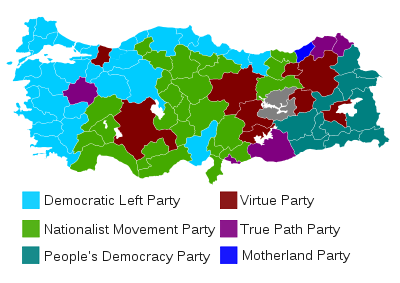 Democratic Left Party
Nationalist Movement Party
People's Democracy Party
Virtue Party
True Path Party
Motherland Party